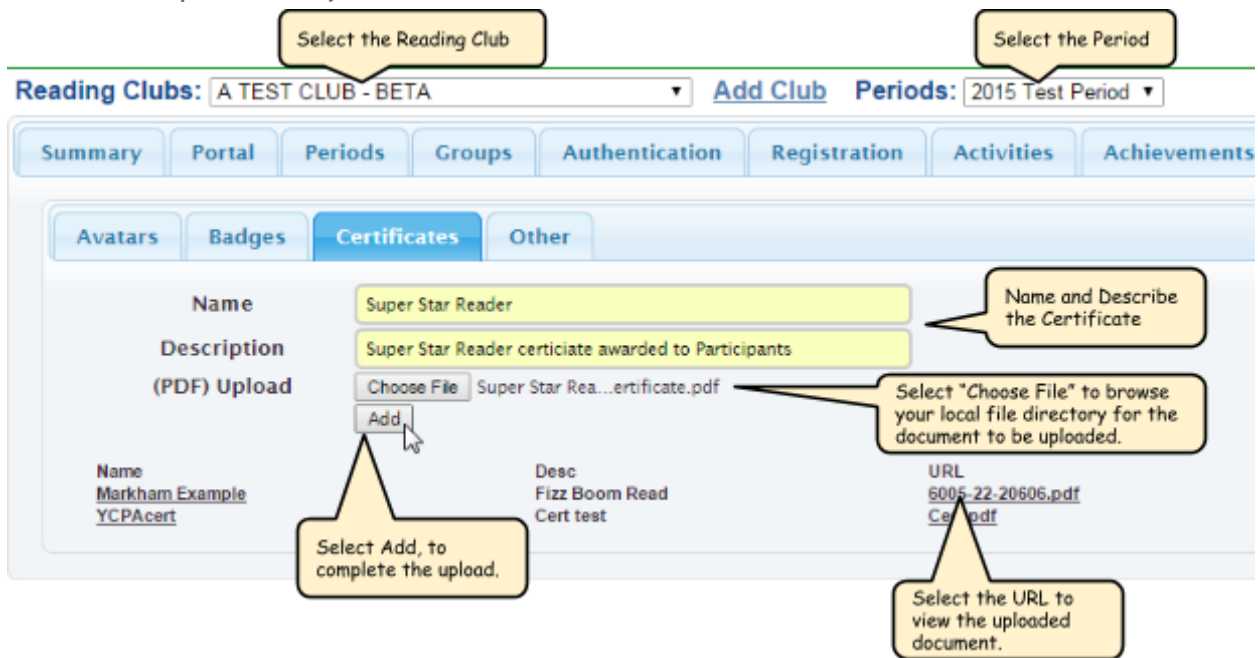 Select the Reading Club
Select the Period
Reading Clubs: A TEST CLUB - BETA Add Club Periods: 2015 Test Period
Summary Portal Periods Groups Authentication Registration Activities Achievements
Avatars Badges Certificates Other
Name Super Star Reader
Name and Describe
the Certificate
Description Super Star Reader certiciate awarded to Participants
(PDF) Upload Choose File Super Star Rea...ertificate.pdf
Select "Choose File" to browse
your local file directory for the
document to be uploaded.
Add
Name Desc URL
Markham Example Fizz Boom Read 6005-22-20606.pdf
YCPAcert Cert test
Select Add, to
complete the upload.
Select the URL to
view the uploaded
document.